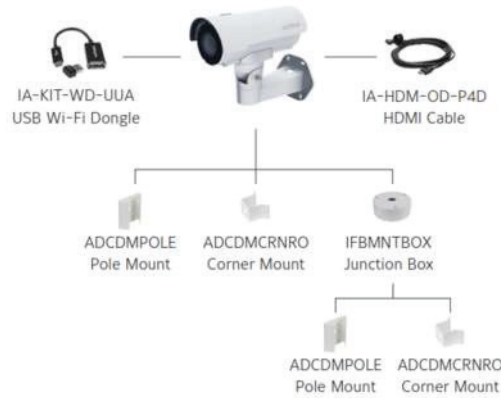 IA-KIT-WD-UUA
USB Wi-Fi Dongle
IA-HDM-OD-P4D
HDMI Cable
ADCDMPOLE
Pole Mount
ADCDMCRNRO
Corner Mount
IFBMNTBOX
Junction Box
ADCDMPOLE
Pole Mount
ADCDMCRNRO
Corner Mount